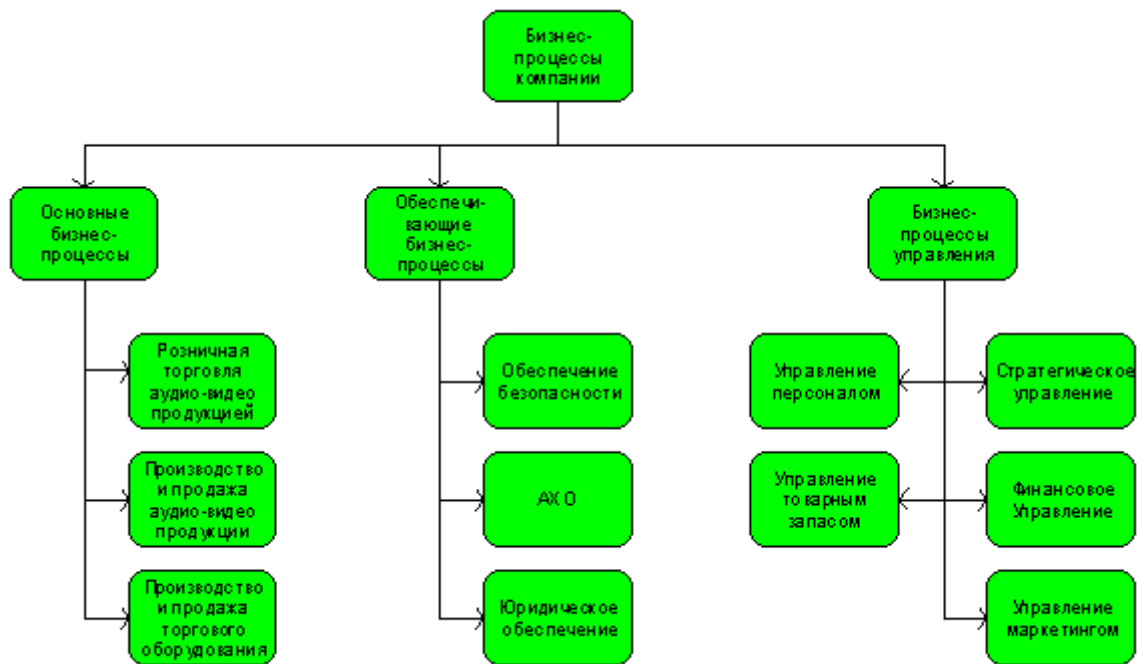 Бизнес-
процессы
компании
Основные
бизнес-
процессы
Обеспечи-
вающие
бизнес-
процессы
Бизнес-
процессы
управления
Розничная
торговля
аудио-видео
продукцией
Производство
и продажа
аудио-видео
продукции
Производство
и продажа
торгового
оборудования
Обеспечение
безопасности
АХО
Юридическое
обеспечение
Управление
персоналом
Управление
товарным
запасом
Стратегическое
управление
Финансовое
Управление
Управление
маркетингом